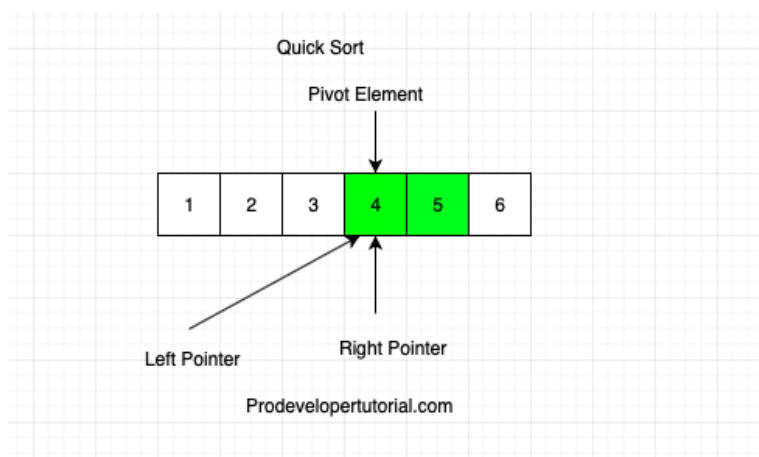 Quick Sort
Pivot Element
1 2 3 4 5 6
Left Pointer
Right Pointer
Prodevelopertutorial.com